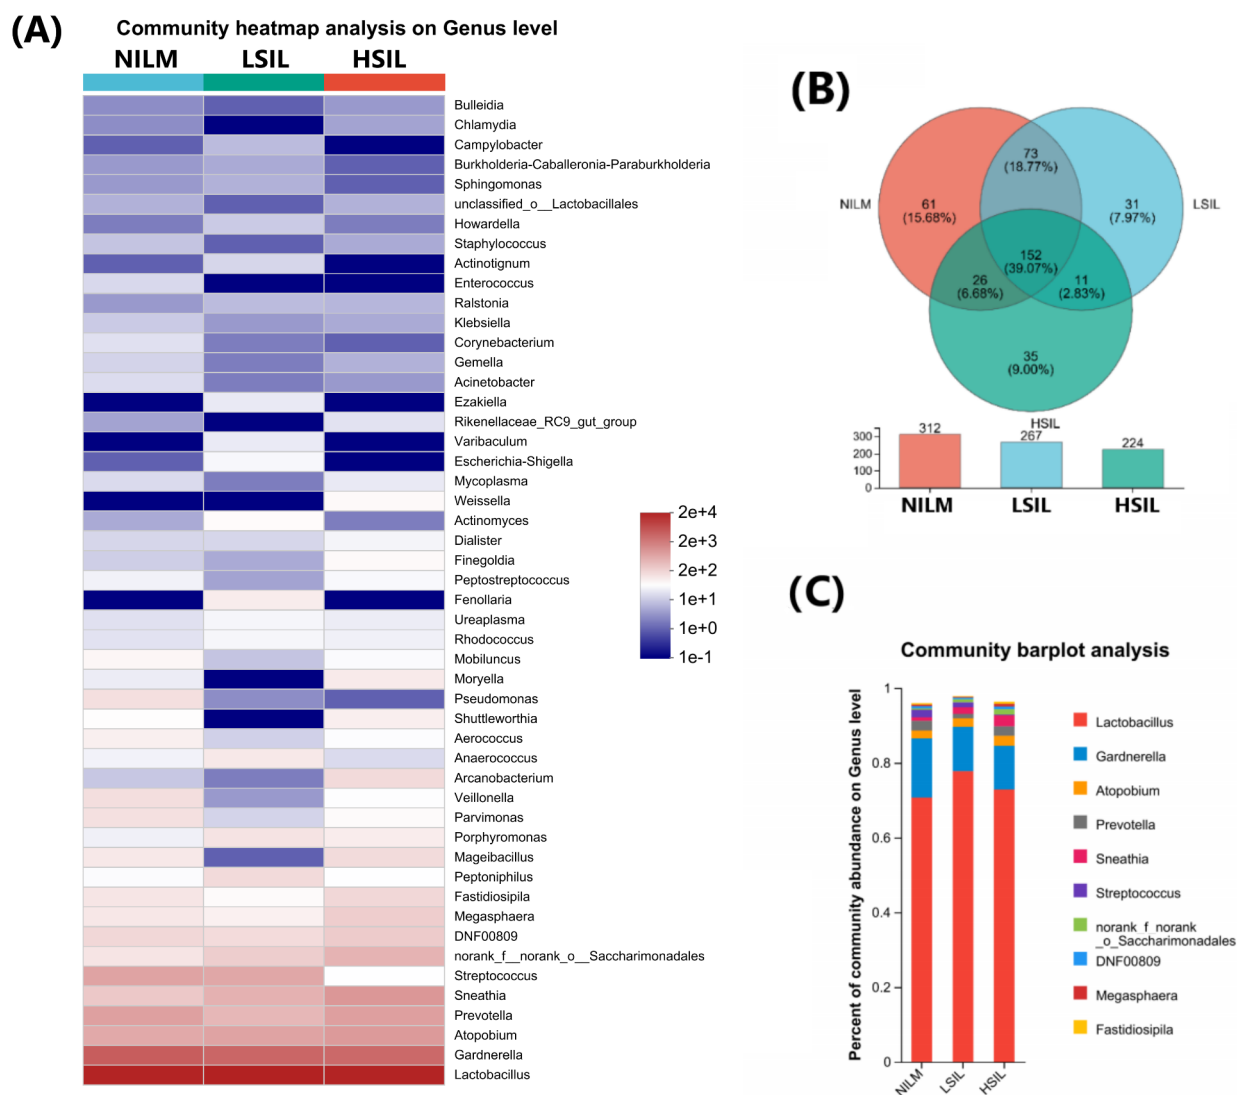 (A)
Community heatmap analysis on Genus level
NILM LSIL HSIL
Bulleidia
Chlamydia
Campylobacter
Burkholderia-Caballeronia-Paraburkholderia
Sphingomonas
unclassified_o__Lactobacillales
Howardella
Staphylococcus
Actinotignum
Enterococcus
Ralstonia
Klebsiella
Corynebacterium
Gemella
Acinetobacter
Ezakiella
Rikenellaceae_RC9_gut_group
Varibaculum
Escherichia-Shigella
Mycoplasma
Weissella
Actinomyces
Dialister
Finegoldia
Peptostreptococcus
Fenollaria
Ureaplasma
Rhodococcus
Mobiluncus
Moryella
Pseudomonas
Shuttleworthia
Aerococcus
Anaerococcus
Arcanobacterium
Veillonella
Parvimonas
Porphyromonas
Mageibacillus
Peptoniphilus
Fastidiosipila
Megasphaera
DNF00809
norank_f__norank_o__Saccharimonadales
Streptococcus
Sneathia
Prevotella
Atopobium
Gardnerella
Lactobacillus
2e+4
2e+3
2e+2
1e+1
1e+0
1e-1
(B)
73
(18.77%)
NILM
61
(15.68%)
31
(7.97%)
LSIL
152
(39.07%)
26
(6.68%)
11
(2.83%)
35
(9.00%)
HSIL
300
200
100
0
312
267
224
NILM LSIL HSIL
(C)
Community barplot analysis
Percent of community abundance on Genus level
1
0.8
0.6
0.4
0.2
0
NILM
LSIL
HSIL
Lactobacillus
Gardnerella
Atopobium
Prevotella
Sneathia
Streptococcus
norank_f_norank
_o_Saccharimonadales
DNF00809
Megasphaera
Fastidiosipila